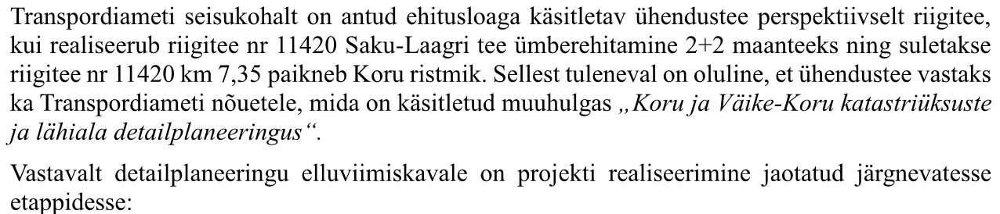 Transpordiameti seisukohalt on antud ehitusloaga käsitletav ühendustee perspektiivselt riigitee,
kui realiseerub riigitee nr 11420 Saku-Laagri tee ümberehitamine 2+2 maanteeks ning suletakse
riigitee nr 11420 km 7,35 paikneb Koru ristmik. Sellest tuleneval on oluline, et ühendustee vastaks
ka Transpordiameti nõuetele, mida on käsitletud muuhulgas „Koru ja Väike-Koru katastriüksuste
ja lähiala detailplaneeringus“.
Vastavalt detailplaneeringu elluviimiskavale on projekti realiseerimine jaotatud järgnevatesse
etappidesse: